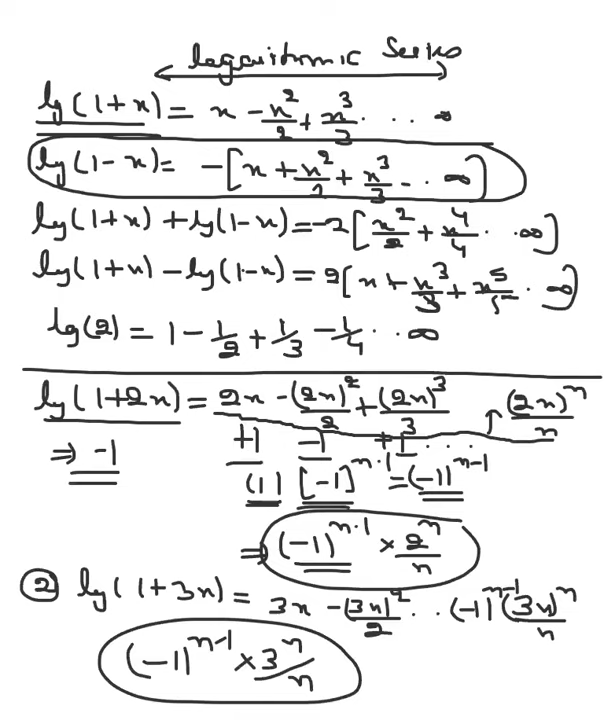 logarithmic Series
log(1+x) = x - x²/2 + x³/3 . . . ∞
log(1-x) = -[x + x²/2 + x³/3 - . . ∞]
log(1+x) + log(1-x) = -2[x²/2 + x⁴/4 . . . ∞]
log(1+x) - log(1-x) = 2[x + x³/3 + x⁵/5 . ∞]
log(2) = 1 - 1/2 + 1/3 - 1/4 . . . ∞
log(1+2x) = 2x - (2x)²/2 + (2x)³/3 (2x)ⁿ/n
⇒ -1 +1 -1 +1 . . .
(1) [-1]ⁿ⁻¹ = (-1)ⁿ⁻¹
⇒ (-1)ⁿ⁻¹ × 2ⁿ/n
② log(1+3x) = 3x - (3x)²/2 . . (-1)ⁿ⁻¹ (3x)ⁿ/n
(-1)ⁿ⁻¹ × 3ⁿ/n